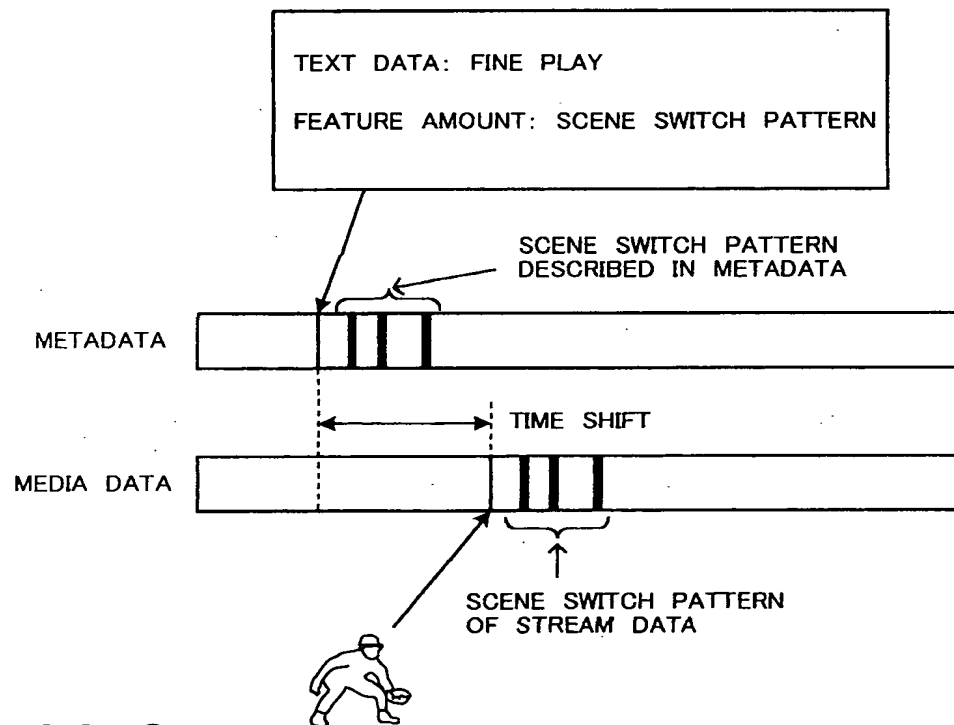 TEXT DATA: FINE PLAY
FEATURE AMOUNT: SCENE SWITCH PATTERN
SCENE SWITCH PATTERN
DESCRIBED IN METADATA
METADATA
TIME SHIFT
MEDIA DATA
SCENE SWITCH PATTERN
OF STREAM DATA